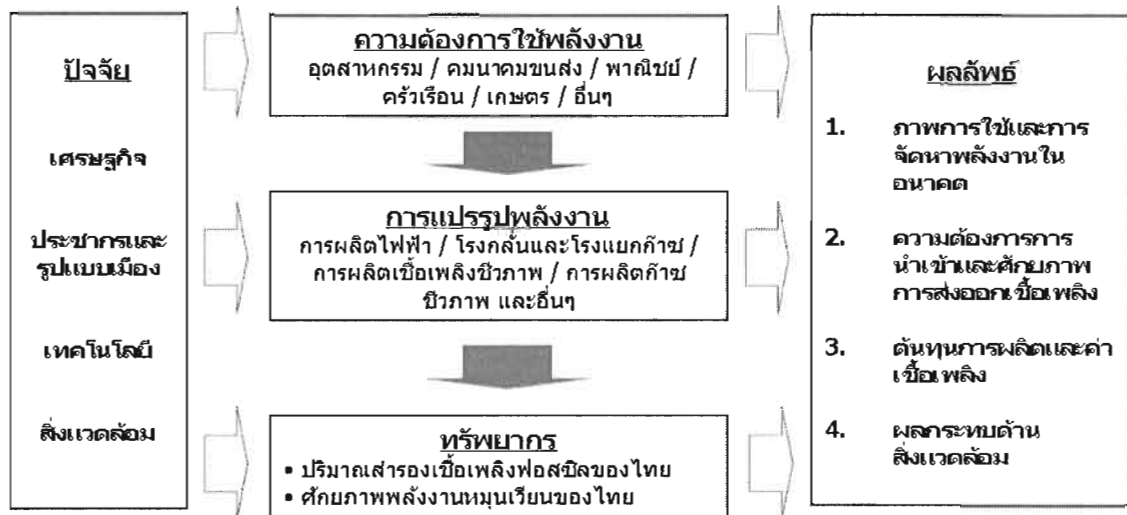 ปัจจัย
เศรษฐกิจ
ประชากรและ
รูปแบบเมือง
เทคโนโลยี
สิ่งแวดล้อม
ความต้องการใช้พลังงาน
อุตสาหกรรม / คมนาคมขนส่ง / พาณิชย์ /
ครัวเรือน / เกษตร / อื่นๆ
การแปรรูปพลังงาน
การผลิตไฟฟ้า / โรงกลั่นและโรงแยกก๊าซ /
การผลิตเชื้อเพลิงชีวภาพ / การผลิตก๊าซ
ชีวภาพ และอื่นๆ
ทรัพยากร
• ปริมาณสำรองเชื้อเพลิงฟอสซิลของไทย
• ศักยภาพพลังงานหมุนเวียนของไทย
ผลลัพธ์
1. ภาพการใช้และการ
จัดหาพลังงานใน
อนาคต
2. ความต้องการการ
นำเข้าและศักยภาพ
การส่งออกเชื้อเพลิง
3. ต้นทุนการผลิตและค่า
เชื้อเพลิง
4. ผลกระทบด้าน
สิ่งแวดล้อม